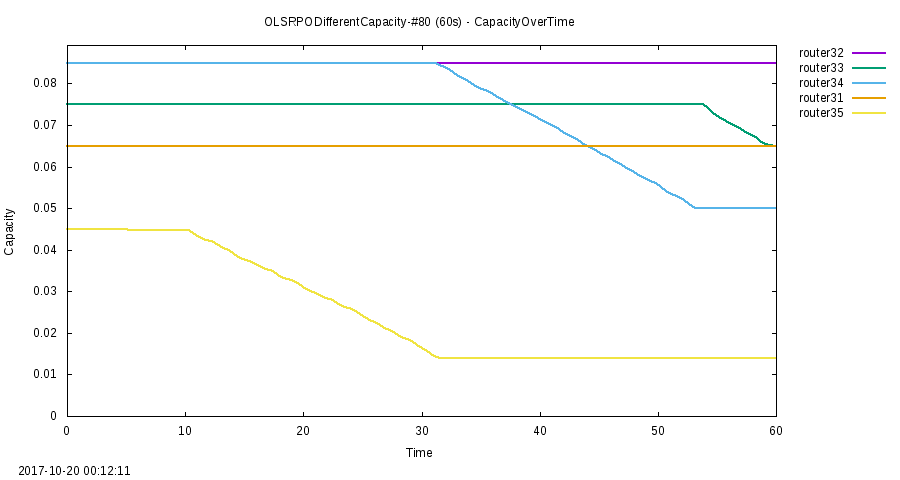 OLSRPODifferentCapacity-#80 (60s) - CapacityOverTime
router32
router33
router34
router31
router35
0.08
0.07
0.06
0.05
0.04
0.03
0.02
0.01
0
Capacity
0 10 20 30 40 50 60
Time
2017-10-20 00:12:11